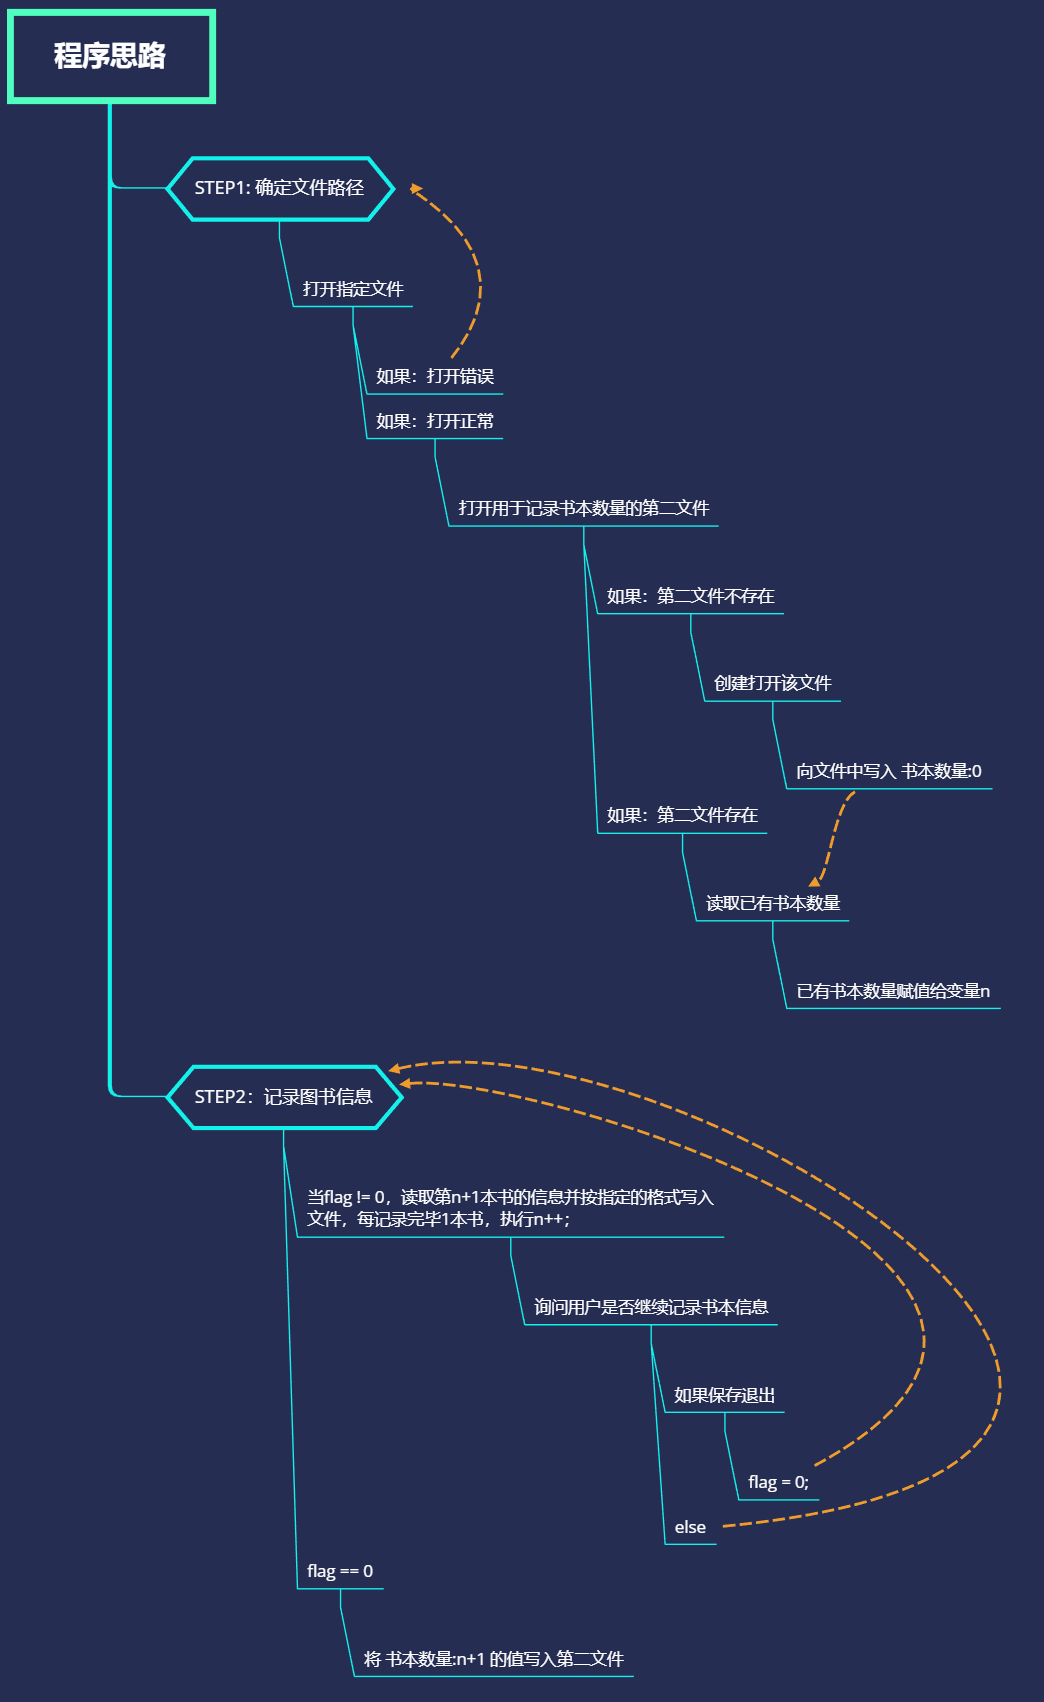 程序思路
STEP1: 确定文件路径
打开指定文件
如果：打开错误
如果：打开正常
打开用于记录书本数量的第二文件
如果：第二文件不存在
创建打开该文件
向文件中写入 书本数量:0
如果：第二文件存在
读取已有书本数量
已有书本数量赋值给变量n
STEP2：记录图书信息
当flag != 0，读取第n+1本书的信息并按指定的格式写入
文件，每记录完毕1本书，执行n++；
询问用户是否继续记录书本信息
如果保存退出
flag = 0;
else
flag == 0
将 书本数量:n+1 的值写入第二文件